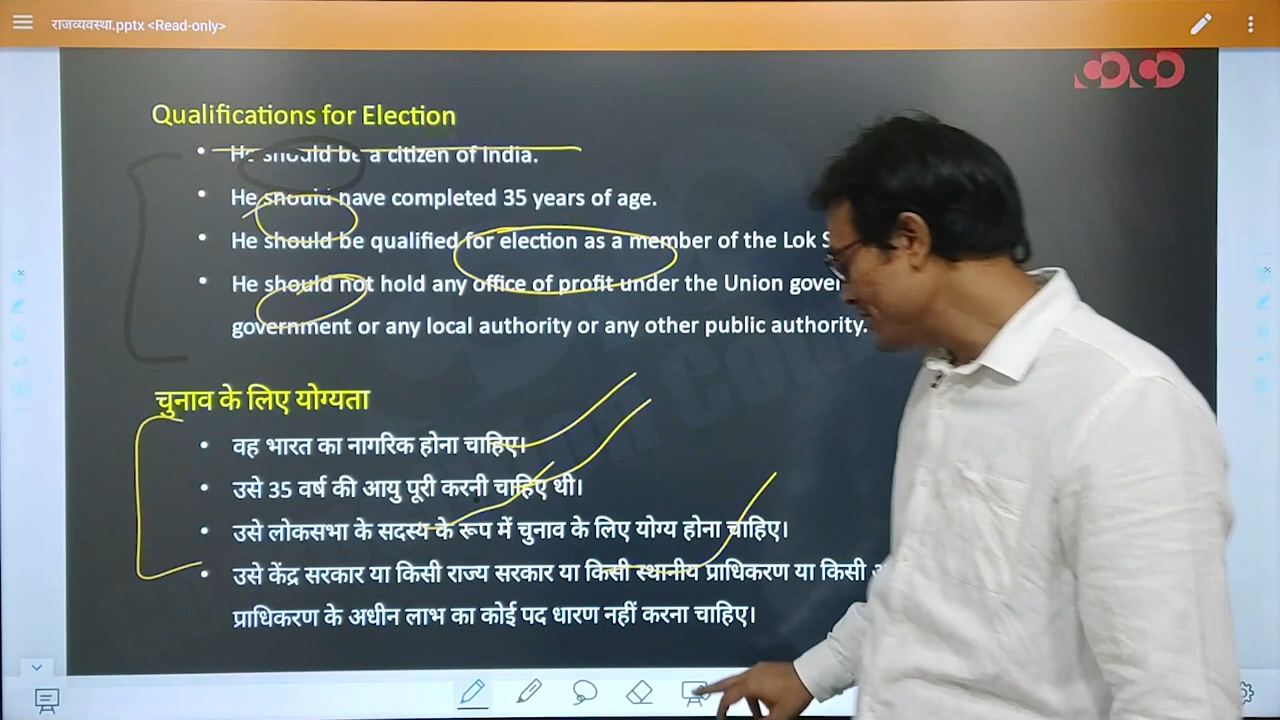 राजव्यवस्था.pptx <Read-only>
Qualifications for Election
• He should be a citizen of India.
• He should have completed 35 years of age.
• He should be qualified for election as a member of the Lok
• He should not hold any office of profit under the Union
government or any local authority or any other public authority.
चुनाव के लिए योग्यता
• वह भारत का नागरिक होना चाहिए।
• उसे 35 वर्ष की आयु पूरी करनी चाहिए थी।
• उसे लोकसभा के सदस्य के रूप में चुनाव के लिए योग्य होना चाहिए।
• उसे केंद्र सरकार या किसी राज्य सरकार या किसी स्थानीय प्राधिकरण या किसी
प्राधिकरण के अधीन लाभ का कोई पद धारण नहीं करना चाहिए।